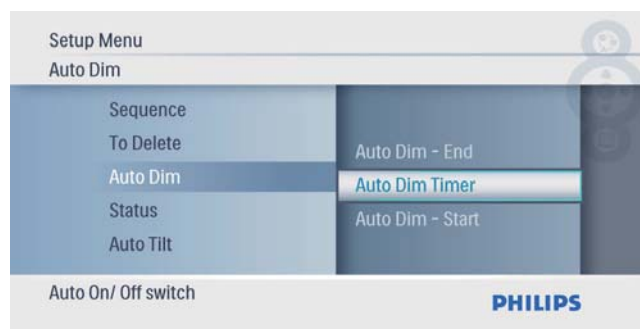 Setup Menu
Auto Dim
Sequence
To Delete
Auto Dim
Status
Auto Tilt
Auto Dim - End
Auto Dim Timer
Auto Dim - Start
Auto On/ Off switch
PHILIPS